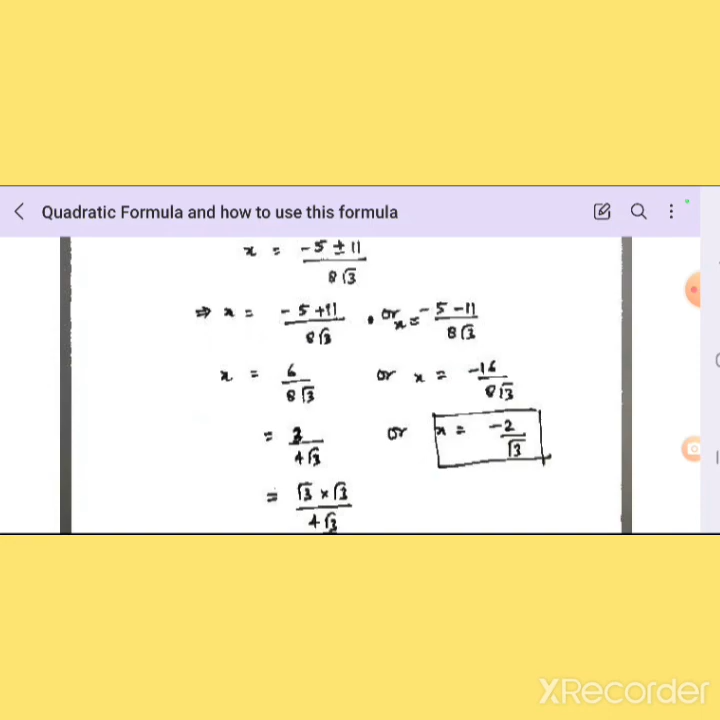 Quadratic Formula and how to use this formula
x = (-5 ± 11)/(8√3)
⇒ x = (-5+11)/(8√3) , or x = (-5-11)/(8√3)
x = 6/(8√3) or x = -16/(8√3)
= 3/(4√3) or x = -2/√3
= (√3 × √3)/(4√3)
XRecorder